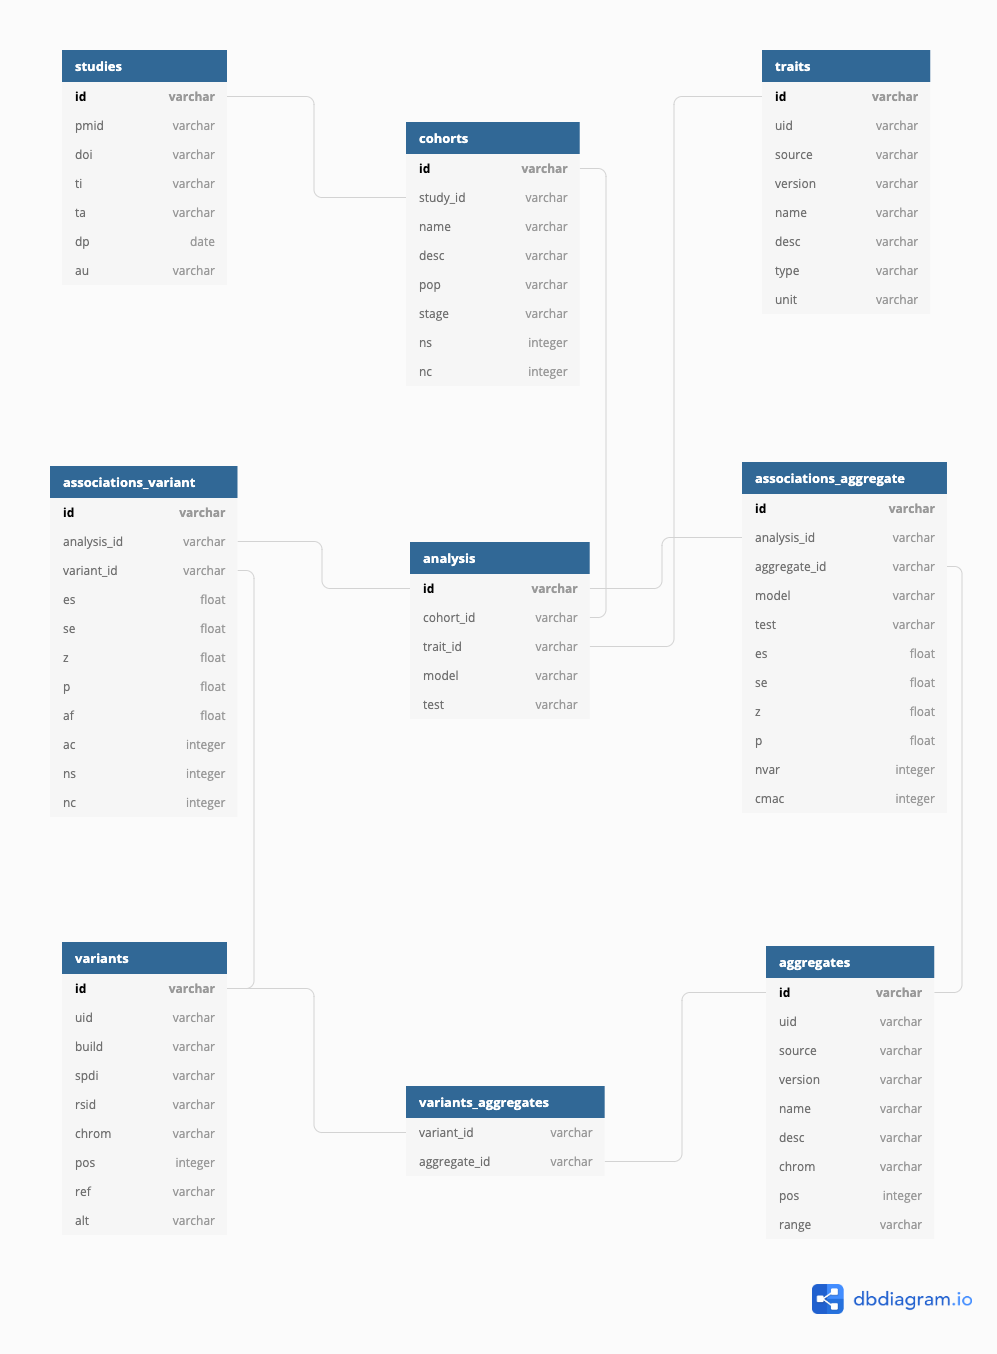 studies
id varchar
pmid varchar
doi varchar
ti varchar
ta varchar
dp date
au varchar
cohorts
id varchar
study_id varchar
name varchar
desc varchar
pop varchar
stage varchar
ns integer
nc integer
traits
id varchar
uid varchar
source varchar
version varchar
name varchar
desc varchar
type varchar
unit varchar
associations_variant
id varchar
analysis_id varchar
variant_id varchar
es float
se float
z float
p float
af float
ac integer
ns integer
nc integer
analysis
id varchar
cohort_id varchar
trait_id varchar
model varchar
test varchar
associations_aggregate
id varchar
analysis_id varchar
aggregate_id varchar
model varchar
test varchar
es float
se float
z float
p float
nvar integer
cmac integer
variants
id varchar
uid varchar
build varchar
spdi varchar
rsid varchar
chrom varchar
pos integer
ref varchar
alt varchar
variants_aggregates
variant_id varchar
aggregate_id varchar
aggregates
id varchar
uid varchar
source varchar
version varchar
name varchar
desc varchar
chrom varchar
pos integer
range varchar
dbdiagram.io